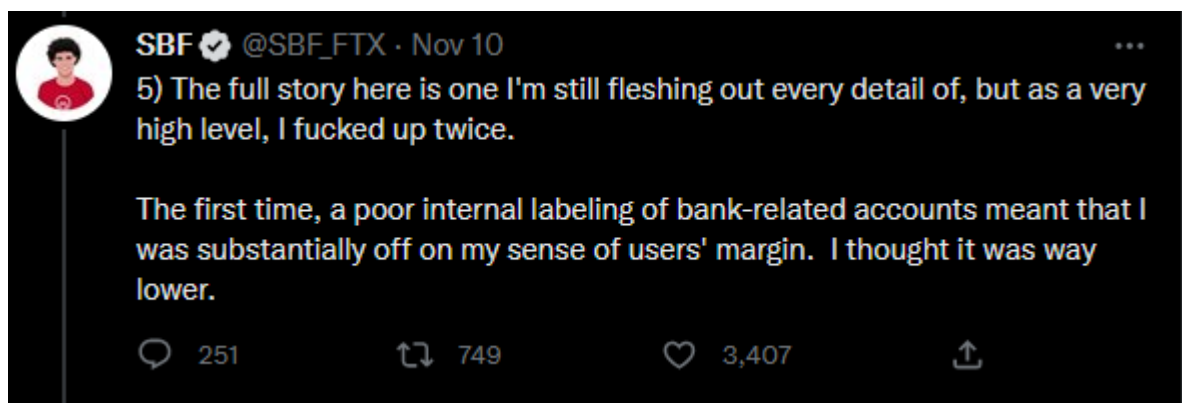 SBF @SBF_FTX · Nov 10
5) The full story here is one I'm still fleshing out every detail of, but as a very
high level, I fucked up twice.
The first time, a poor internal labeling of bank-related accounts meant that I
was substantially off on my sense of users' margin.  I thought it was way
lower.
251 749 3,407